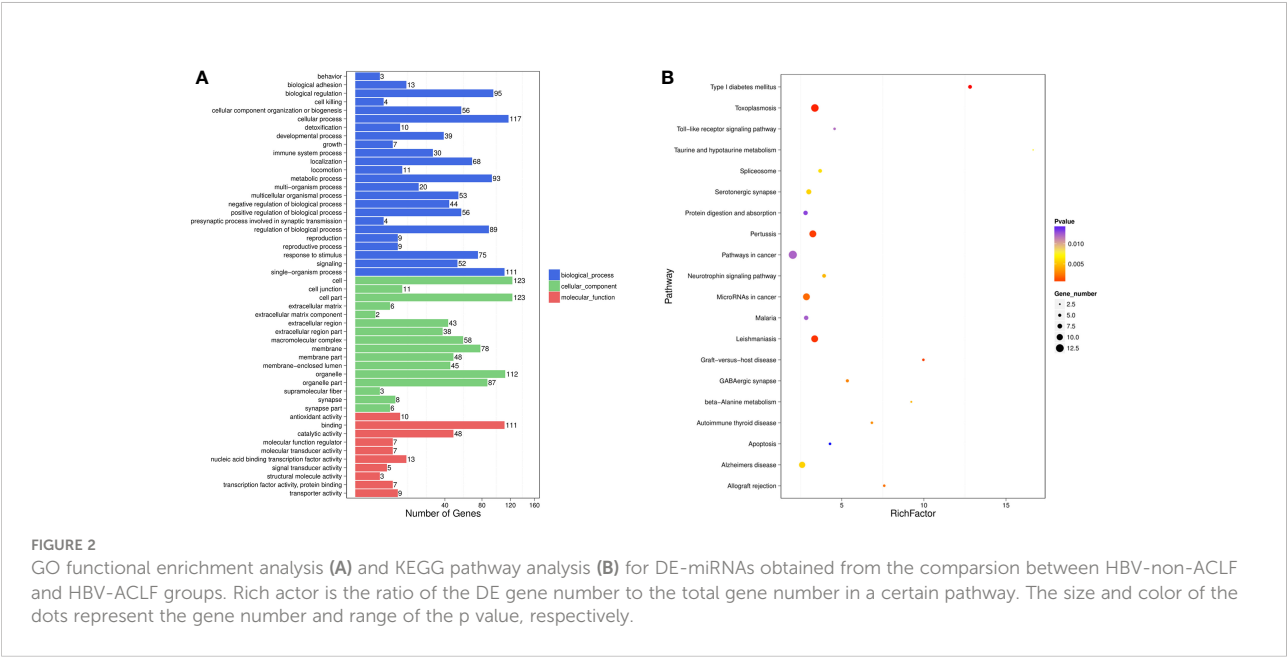 A
behavior 3
biological adhesion 13
biological regulation 95
cell killing 4
cellular component organization or biogenesis 56
cellular process 117
detoxification 10
developmental process 39
growth 7
immune system process 30
localization 68
locomotion 11
metabolic process 93
multi−organism process 20
multicellular organismal process 53
negative regulation of biological process 44
positive regulation of biological process 56
presynaptic process involved in synaptic transmission 4
regulation of biological process 89
reproduction 9
reproductive process 9
response to stimulus 75
signaling 52
single−organism process 111
cell 123
cell junction 11
cell part 123
extracellular matrix 6
extracellular matrix component 2
extracellular region 43
extracellular region part 38
macromolecular complex 58
membrane 78
membrane part 48
membrane−enclosed lumen 45
organelle 112
organelle part 87
supramolecular fiber 3
synapse 8
synapse part 6
antioxidant activity 10
binding 111
catalytic activity 48
molecular function regulator 7
molecular transducer activity 7
nucleic acid binding transcription factor activity 13
signal transducer activity 5
structural molecule activity 3
transcription factor activity, protein binding 7
transporter activity 9
40 80 120 160
Number of Genes
biological_process
cellular_component
molecular_function
B
Pathway
Type I diabetes mellitus
Toxoplasmosis
Toll−like receptor signaling pathway
Taurine and hypotaurine metabolism
Spliceosome
Serotonergic synapse
Protein digestion and absorption
Pertussis
Pathways in cancer
Neurotrophin signaling pathway
MicroRNAs in cancer
Malaria
Leishmaniasis
Graft−versus−host disease
GABAergic synapse
beta−Alanine metabolism
Autoimmune thyroid disease
Apoptosis
Alzheimers disease
Allograft rejection
5 10 15
RichFactor
Pvalue
0.010
0.005
Gene_number
2.5
5.0
7.5
10.0
12.5
FIGURE 2
GO functional enrichment analysis (A) and KEGG pathway analysis (B) for DE-miRNAs obtained from the comparsion between HBV-non-ACLF
and HBV-ACLF groups. Rich actor is the ratio of the DE gene number to the total gene number in a certain pathway. The size and color of the
dots represent the gene number and range of the p value, respectively.